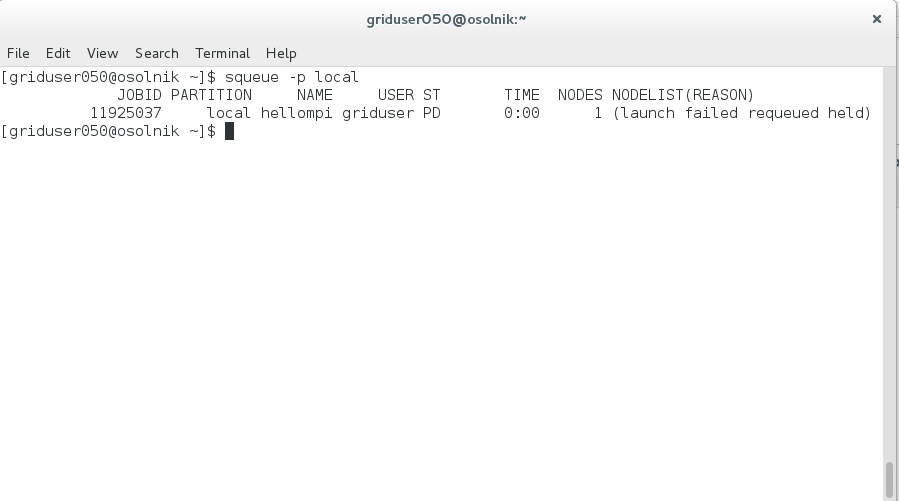 griduser050@osolnik:~
File Edit View Search Terminal Help
[griduser050@osolnik ~]$ squeue -p local
JOBID PARTITION NAME USER ST TIME NODES NODELIST(REASON)
11925037 local hellompi griduser PD 0:00 1 (launch failed requeued held)
[griduser050@osolnik ~]$